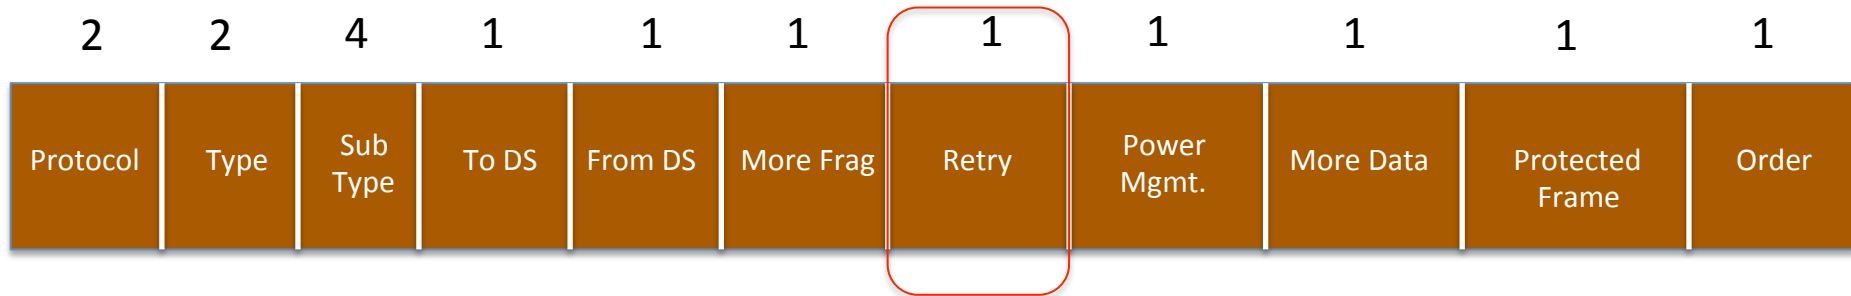 2 2 4 1 1 1 1 1 1 1 1
Protocol
Type
Sub
Type
To DS
From DS
More Frag
Retry
Power
Mgmt.
More Data
Protected
Frame
Order